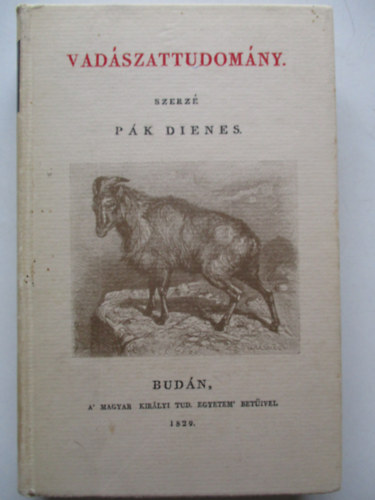 VADÁSZATTUDOMÁNY.
SZERZÉ
PÁK DIENES.
BUDÁN,
A' MAGYAR KIRÁLYI TUD. EGYETEM' BETŰIVEL
1829.